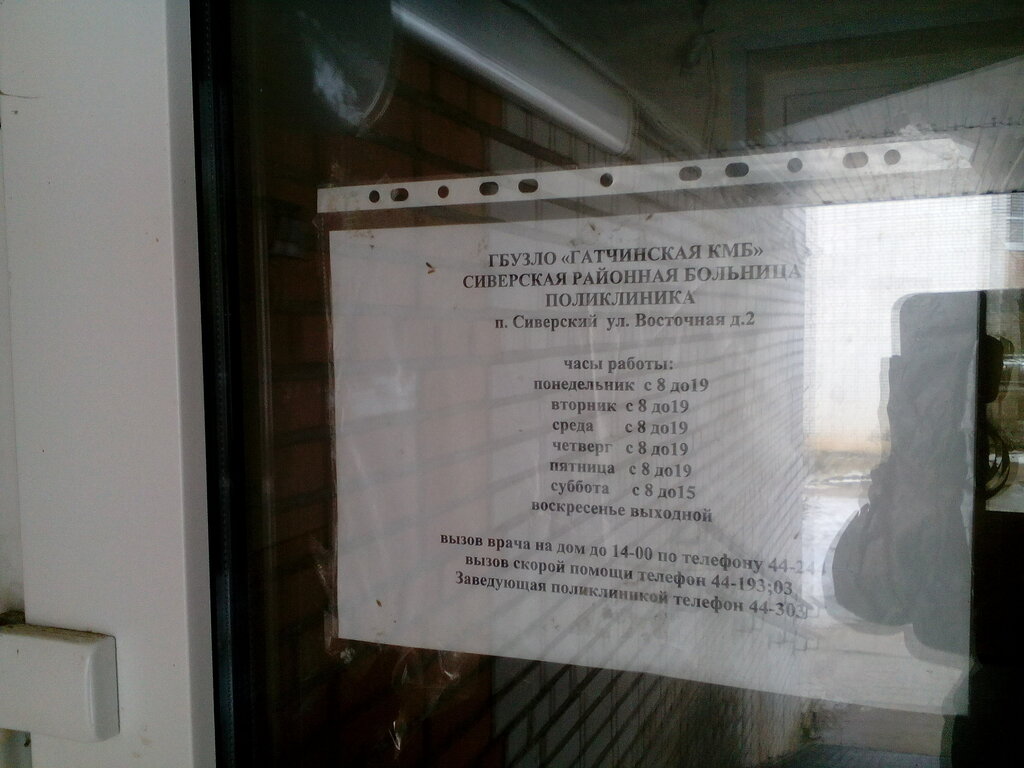 ГБУЗЛО «ГАТЧИНСКАЯ КМБ»
СИВЕРСКАЯ РАЙОННАЯ БОЛЬНИЦА
ПОЛИКЛИНИКА
п. Сиверский ул. Восточная д.2
часы работы:
понедельник с 8 до19
вторник с 8 до19
среда с 8 до19
четверг с 8 до19
пятница с 8 до19
суббота с 8 до15
воскресенье выходной
вызов врача на дом до 14-00 по телефону
вызов скорой помощи телефон 44-193;03
Заведующая поликлиникой телефон 44-303